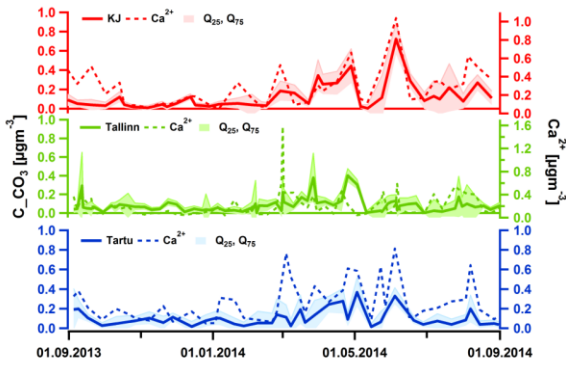 KJ Ca2+ Q25, Q75
1.0 0.8 0.6 0.4 0.2 0.0
1.0 0.8 0.6 0.4 0.2 0.0
Tallinn Ca2+ Q25, Q75
1.0 0.8 0.6 0.4 0.2 0.0
1.6 1.2 0.8 0.4 0.0
Tartu Ca2+ Q25, Q75
1.0 0.8 0.6 0.4 0.2 0.0
1.0 0.8 0.6 0.4 0.2 0.0
C_CO3 [µgm-3]
Ca2+ [µgm-3]
01.09.2013 01.01.2014 01.05.2014 01.09.2014